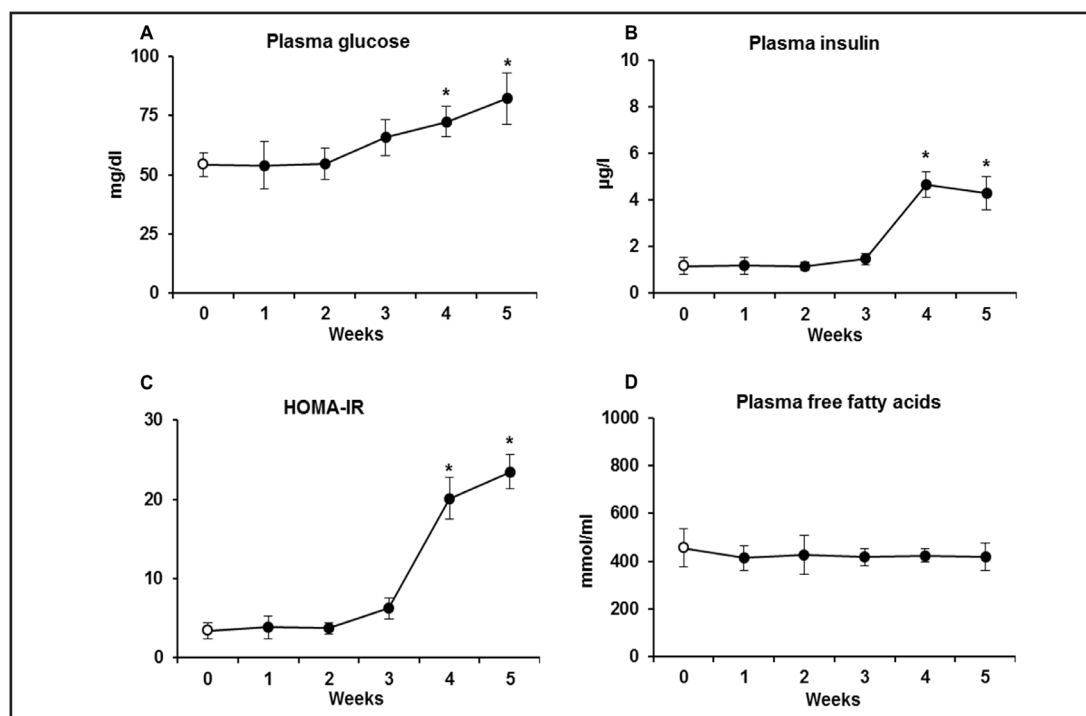 A
Plasma glucose
100
75
50
25
0
mg/dl
*
*
0 1 2 3 4 5
Weeks
B
Plasma insulin
10
8
6
4
2
0
µg/l
*
*
0 1 2 3 4 5
Weeks
C
HOMA-IR
30
20
10
0
*
*
0 1 2 3 4 5
Weeks
D
Plasma free fatty acids
1000
800
600
400
200
0
mmol/ml
0 1 2 3 4 5
Weeks